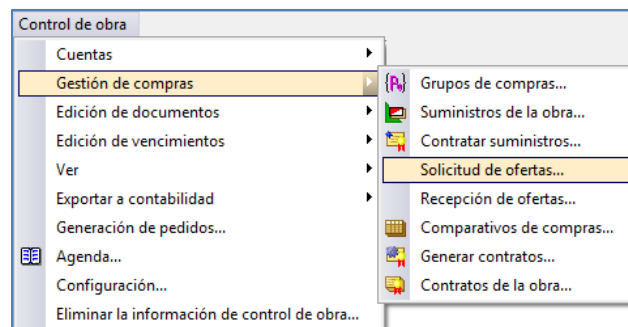 Control de obra
Cuentas
Gestión de compras
Edición de documentos
Edición de vencimientos
Ver
Exportar a contabilidad
Generación de pedidos...
Agenda...
Configuración...
Eliminar la información de control de obra...
Grupos de compras...
Suministros de la obra...
Contratar suministros...
Solicitud de ofertas...
Recepción de ofertas...
Comparativos de compras...
Generar contratos...
Contratos de la obra...